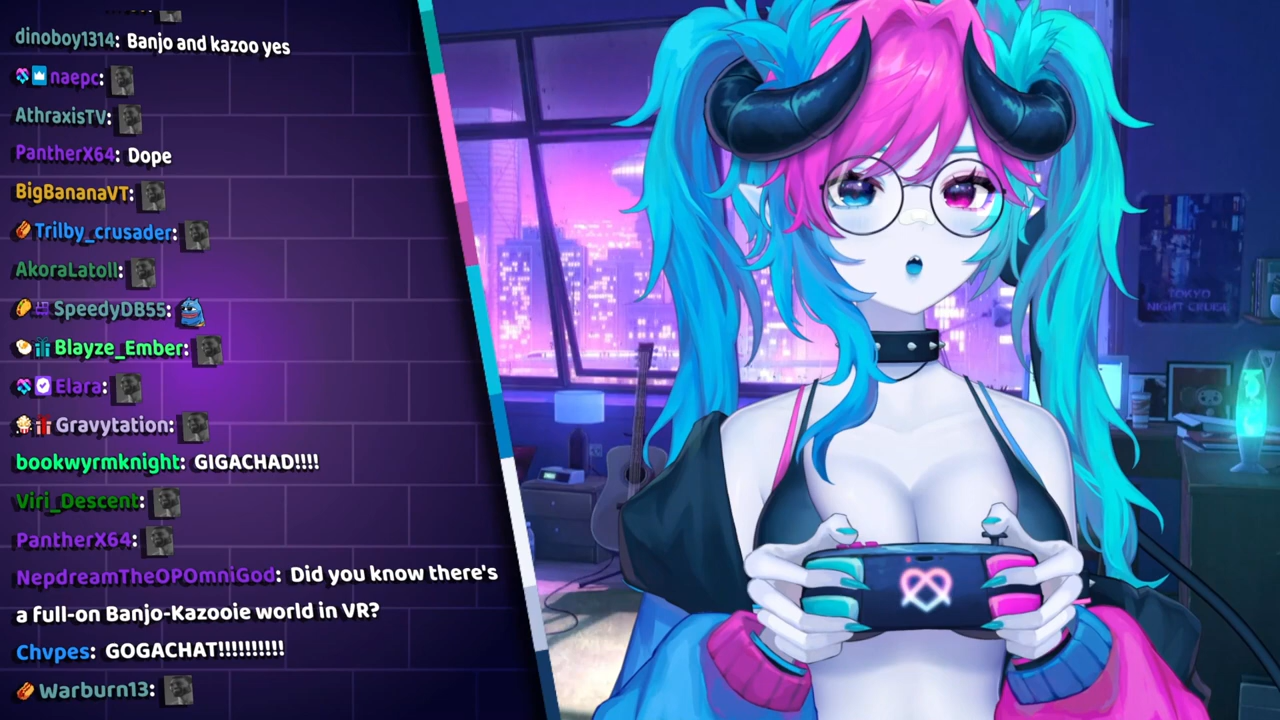 dinoboy1314: Banjo and kazoo yes
naepc:
AthraxisTV:
PantherX64: Dope
BigBananaVT:
Trilby_crusader:
AkoraLatoll:
SpeedyDB55:
Blayze_Ember:
Elara:
Gravytation:
bookwyrmknight: GIGACHAD!!!!
Viri_Descent:
PantherX64:
NepdreamTheOPOmniGod: Did you know there's
a full-on Banjo-Kazooie world in VR?
Chvpes: GOGACHAT!!!!!!!!!!
Warburn13:
TOKYO
NIGHT CRUISE